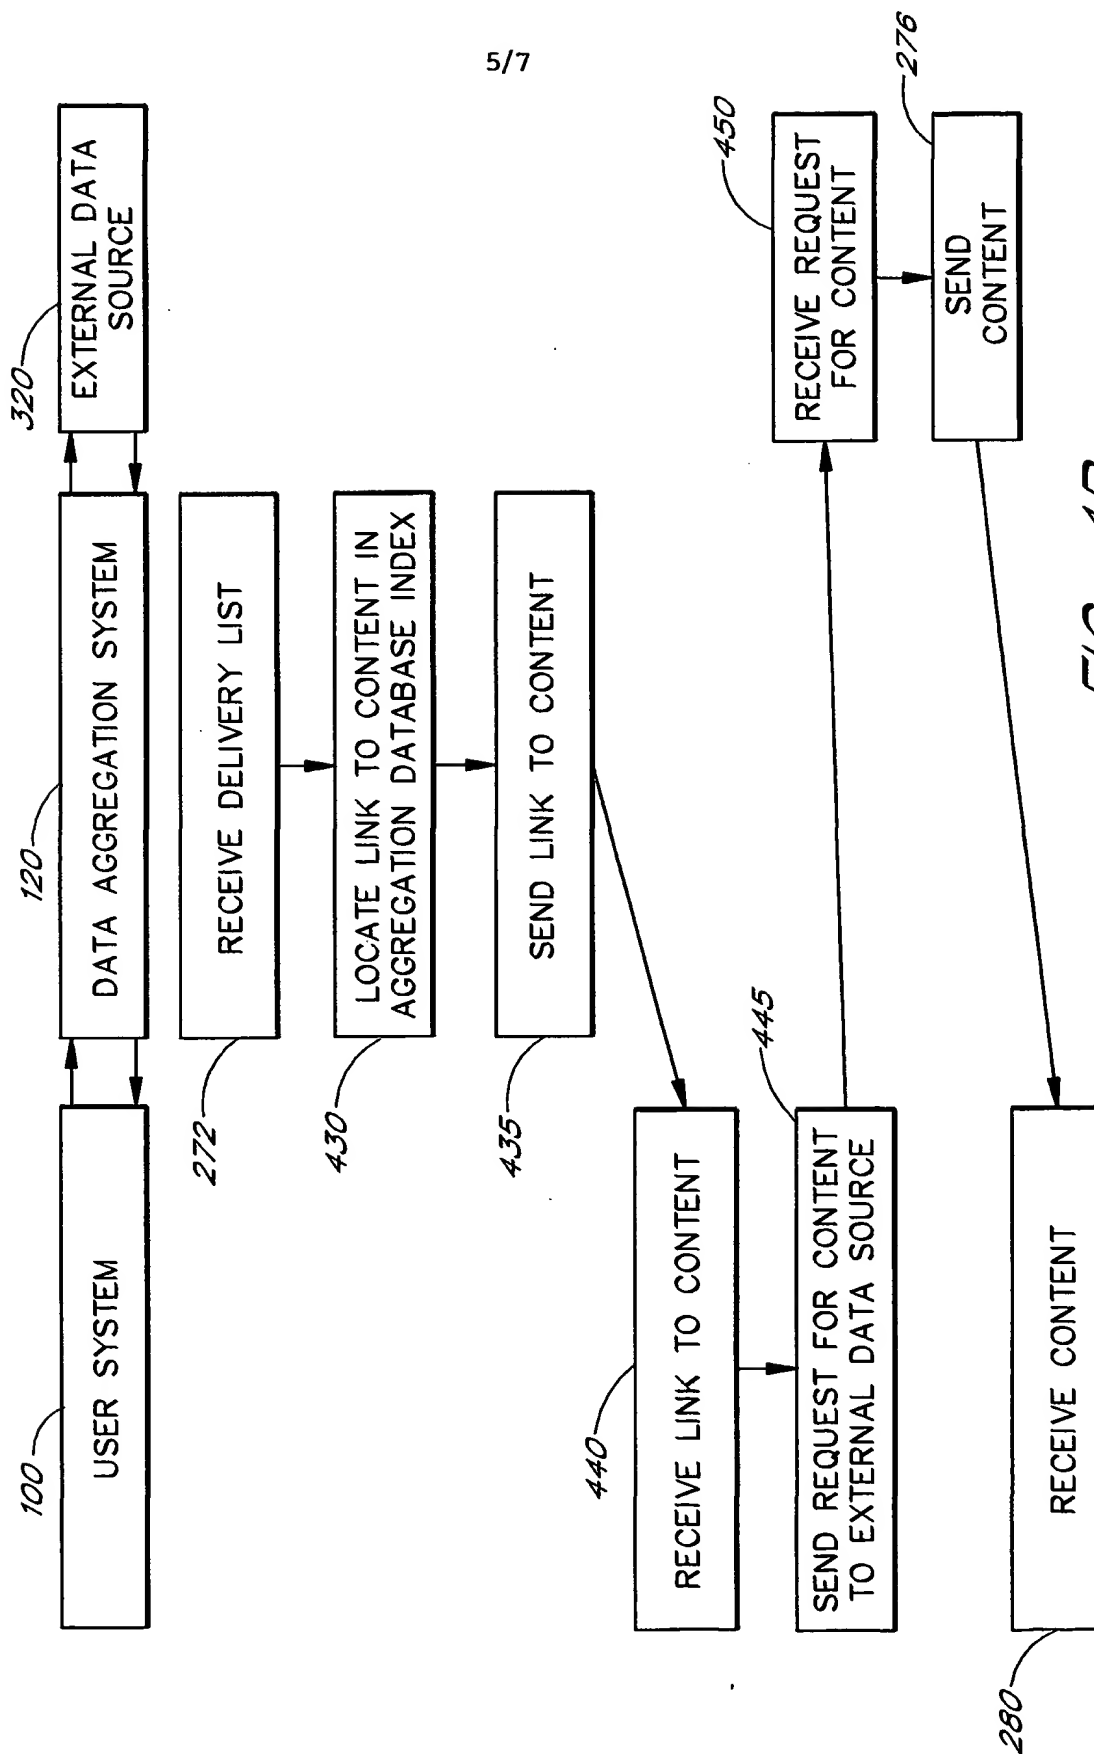 5/7
100
USER SYSTEM
120
DATA AGGREGATION SYSTEM
320
EXTERNAL DATA
SOURCE
272
RECEIVE DELIVERY LIST
430
LOCATE LINK TO CONTENT IN
AGGREGATION DATABASE INDEX
435
SEND LINK TO CONTENT
440
RECEIVE LINK TO CONTENT
445
SEND REQUEST FOR CONTENT
TO EXTERNAL DATA SOURCE
450
RECEIVE REQUEST
FOR CONTENT
276
SEND
CONTENT
280
RECEIVE CONTENT